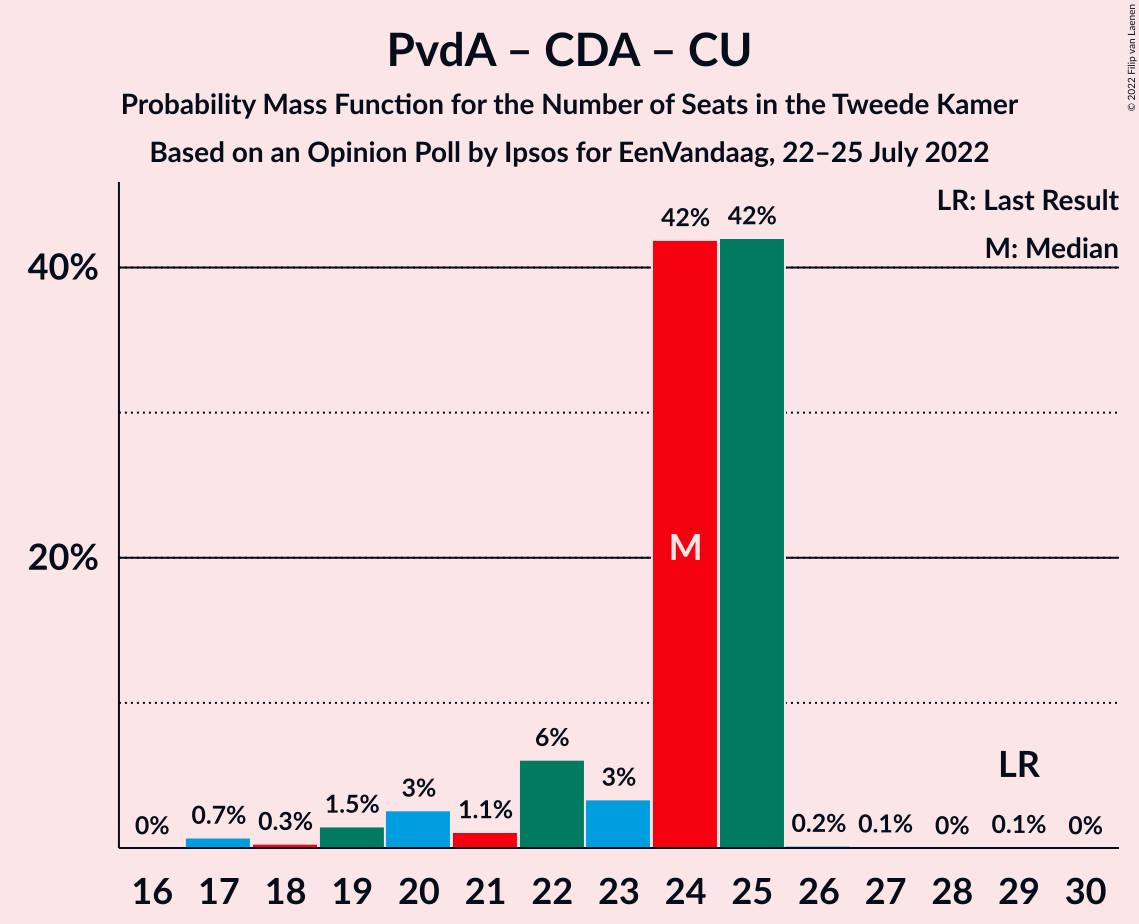 PvdA – CDA – CU
Probability Mass Function for the Number of Seats in the Tweede Kamer
Based on an Opinion Poll by Ipsos for EenVandaag, 22–25 July 2022
© 2022 Filip van Laenen
LR: Last Result
M: Median
40%
20%
0% 0.7% 0.3% 1.5% 3% 1.1% 6% 3% 42% 42% 0.2% 0.1% 0% 0.1% 0%
M
LR
16 17 18 19 20 21 22 23 24 25 26 27 28 29 30